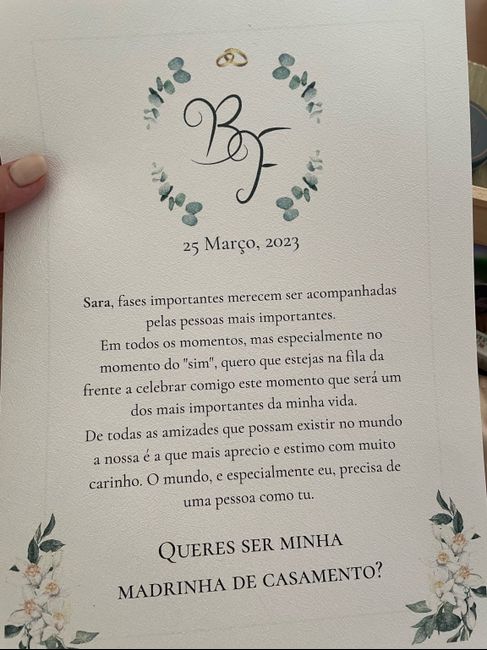 BF
25 Março, 2023
Sara, fases importantes merecem ser acompanhadas
pelas pessoas mais importantes.
Em todos os momentos, mas especialmente no
momento do "sim", quero que estejas na fila da
frente a celebrar comigo este momento que será um
dos mais importantes da minha vida.
De todas as amizades que possam existir no mundo
a nossa é a que mais aprecio e estimo com muito
carinho. O mundo, e especialmente eu, precisa de
uma pessoa como tu.
QUERES SER MINHA
MADRINHA DE CASAMENTO?